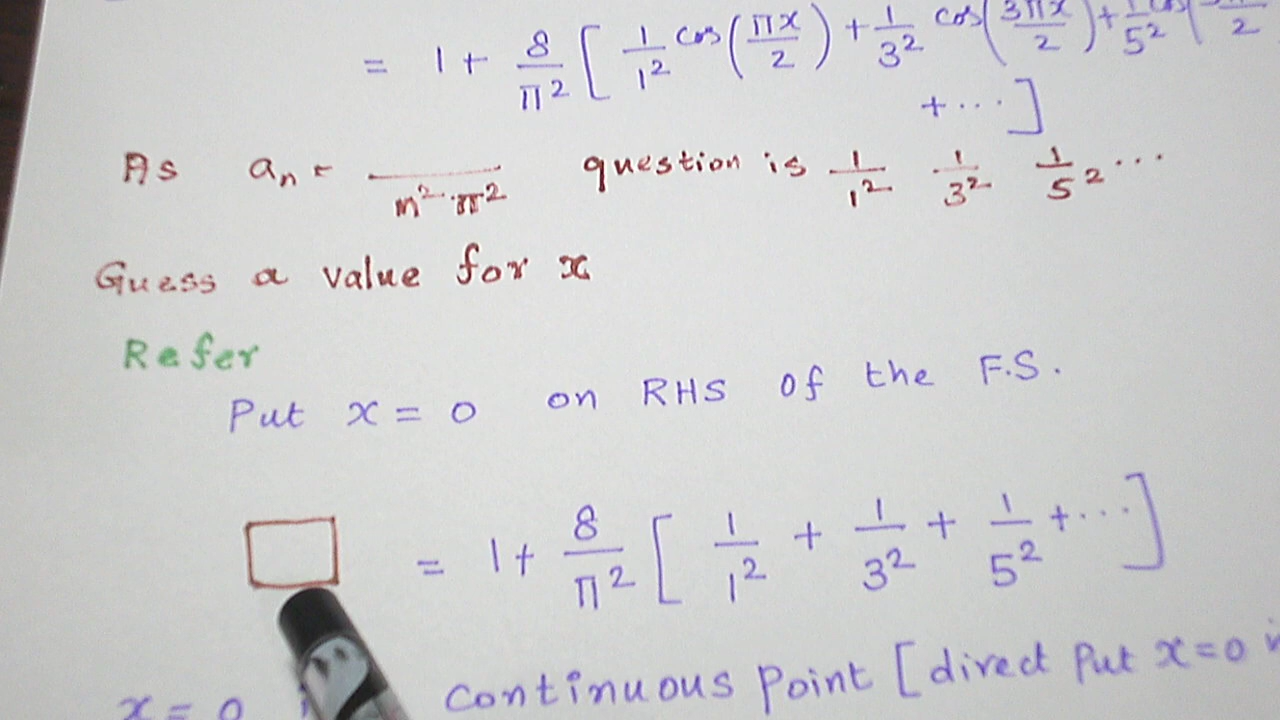 = 1 + 8/π² [ 1/1² cos(πx/2) + 1/3² cos(3πx/2) + 1/5² cos(
+ ... ]
As aₙ = /n²·π² question is 1/1² 1/3² 1/5² ...
Guess a value for x
Refer
Put x = 0 on RHS of the F.S.
= 1 + 8/π² [ 1/1² + 1/3² + 1/5² + ... ]
x = 0 continuous point [ direct Put x = 0